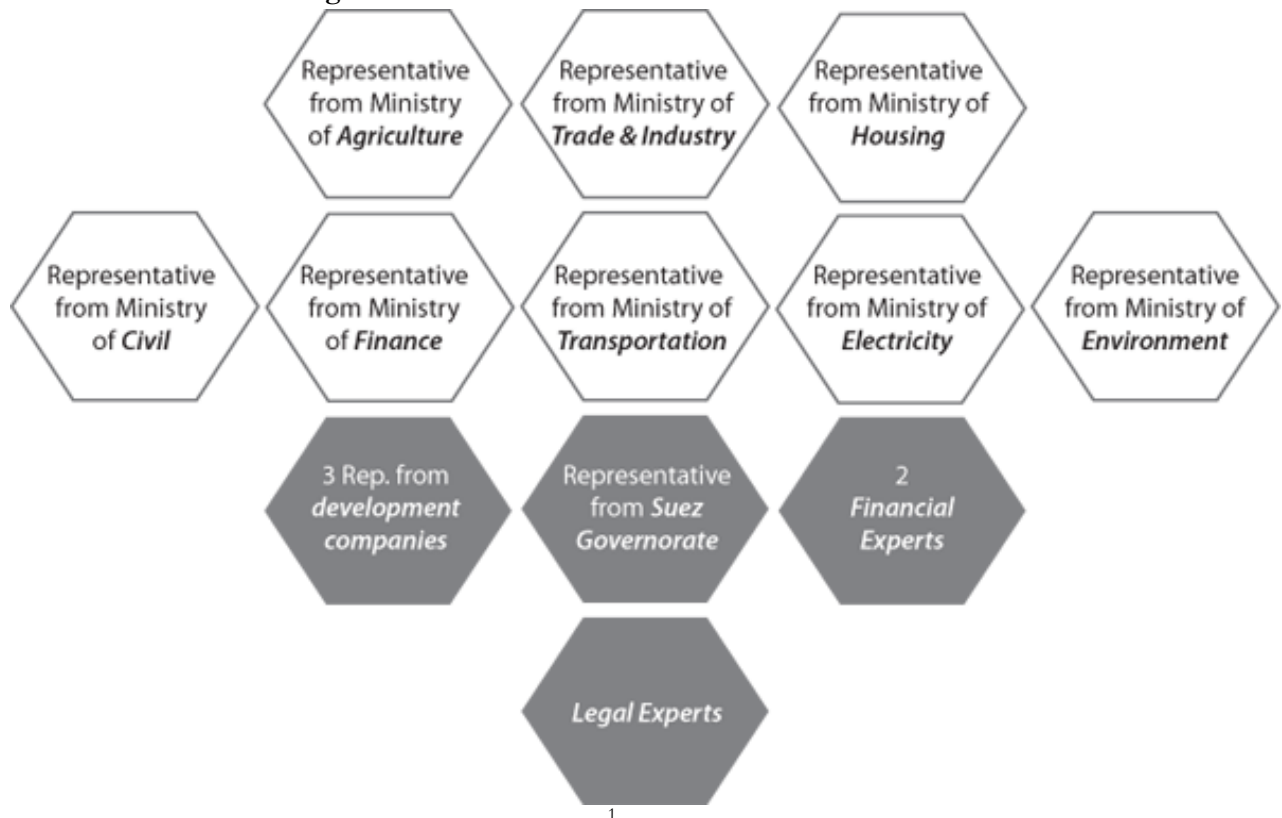 Representative
from Ministry
of Agriculture
Representative
from Ministry of
Trade & Industry
Representative
from Ministry of
Housing
Representative
from Ministry
of Civil
Representative
from Ministry
of Finance
Representative
from Ministry of
Transportation
Representative
from Ministry of
Electricity
Representative
from Ministry of
Environment
3 Rep. from
development
companies
Representative
from Suez
Governorate
2
Financial
Experts
Legal Experts
1